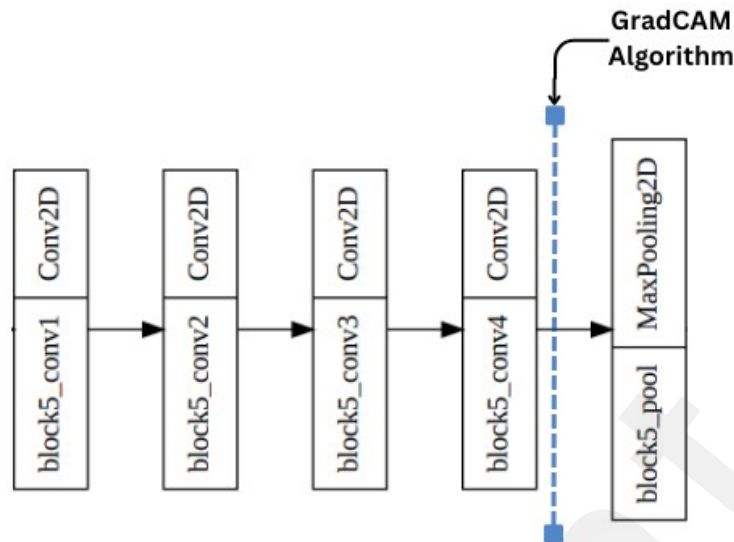 GradCAM
Algorithm
Conv2D
block5_conv1
Conv2D
block5_conv2
Conv2D
block5_conv3
Conv2D
block5_conv4
MaxPooling2D
block5_pool